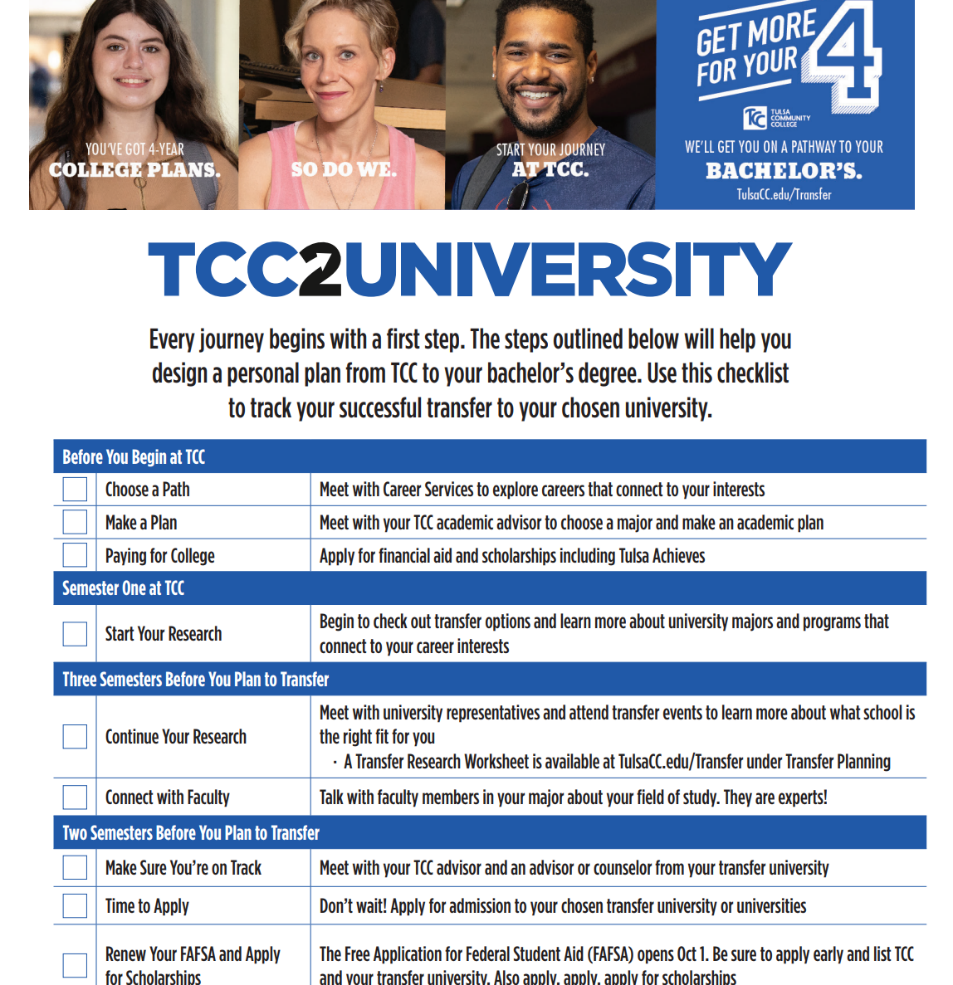 GET MORE
FOR YOUR 4
TCC TULSA
COMMUNITY
COLLEGE
YOU'VE GOT 4-YEAR
COLLEGE PLANS.
SO DO WE.
START YOUR JOURNEY
AT TCC.
WE'LL GET YOU ON A PATHWAY TO YOUR
BACHELOR'S.
TulsaCC.edu/Transfer
TCC2UNIVERSITY
Every journey begins with a first step. The steps outlined below will help you
design a personal plan from TCC to your bachelor's degree. Use this checklist
to track your successful transfer to your chosen university.
Before You Begin at TCC
Choose a Path
Meet with Career Services to explore careers that connect to your interests
Make a Plan
Meet with your TCC academic advisor to choose a major and make an academic plan
Paying for College
Apply for financial aid and scholarships including Tulsa Achieves
Semester One at TCC
Start Your Research
Begin to check out transfer options and learn more about university majors and programs that
connect to your career interests
Three Semesters Before You Plan to Transfer
Continue Your Research
Meet with university representatives and attend transfer events to learn more about what school is
the right fit for you
· A Transfer Research Worksheet is available at TulsaCC.edu/Transfer under Transfer Planning
Connect with Faculty
Talk with faculty members in your major about your field of study. They are experts!
Two Semesters Before You Plan to Transfer
Make Sure You're on Track
Meet with your TCC advisor and an advisor or counselor from your transfer university
Time to Apply
Don't wait! Apply for admission to your chosen transfer university or universities
Renew Your FAFSA and Apply
for Scholarships
The Free Application for Federal Student Aid (FAFSA) opens Oct 1. Be sure to apply early and list TCC
and your transfer university. Also apply, apply, apply for scholarships